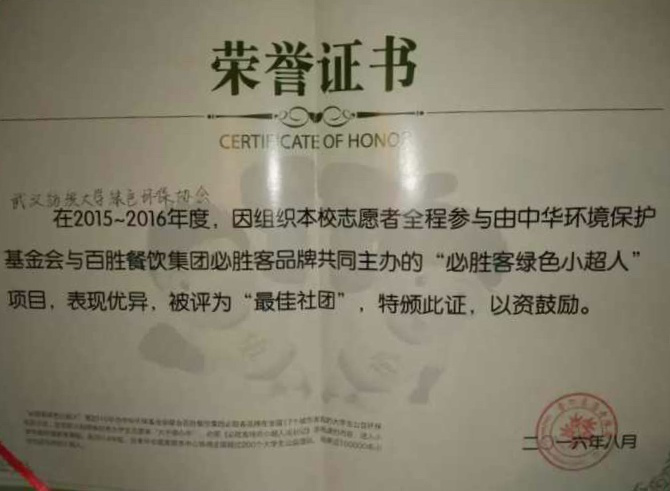 荣誉证书
CERTIFICATE OF HONOR
武汉纺织大学绿色环保协会
在2015~2016年度，因组织本校志愿者全程参与由中华环境保护
基金会与百胜餐饮集团必胜客品牌共同主办的“必胜客绿色小超人”
项目，表现优异，被评为“最佳社团”，特颁此证，以资鼓励。
二〇一六年八月